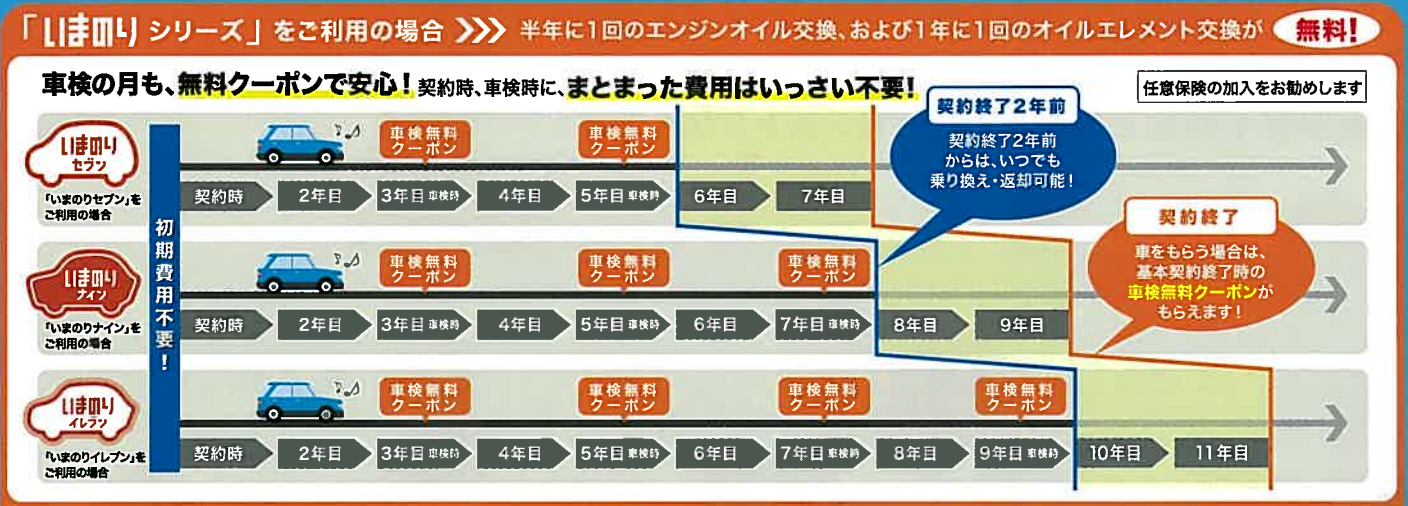 「いまのりシリーズ」をご利用の場合 >>> 半年に1回のエンジンオイル交換、および1年に1回のオイルエレメント交換が 無料!
車検の月も、無料クーポンで安心! 契約時、車検時に、まとまった費用はいっさい不要!
任意保険の加入をお勧めします
契約終了2年前
契約終了2年前
からは、いつでも
乗り換え・返却可能!
契約終了
車をもらう場合は、
基本契約終了時の
車検無料クーポンが
もらえます!
初期費用不要!
いまのり
セブン
「いまのりセブン」を
ご利用の場合
車検無料
クーポン
車検無料
クーポン
契約時 2年目 3年目車検時 4年目 5年目車検時 6年目 7年目
いまのり
ナイン
「いまのりナイン」を
ご利用の場合
車検無料
クーポン
車検無料
クーポン
車検無料
クーポン
契約時 2年目 3年目車検時 4年目 5年目車検時 6年目 7年目車検時 8年目 9年目
いまのり
イレブン
「いまのりイレブン」を
ご利用の場合
車検無料
クーポン
車検無料
クーポン
車検無料
クーポン
車検無料
クーポン
契約時 2年目 3年目車検時 4年目 5年目車検時 6年目 7年目車検時 8年目 9年目車検時 10年目 11年目